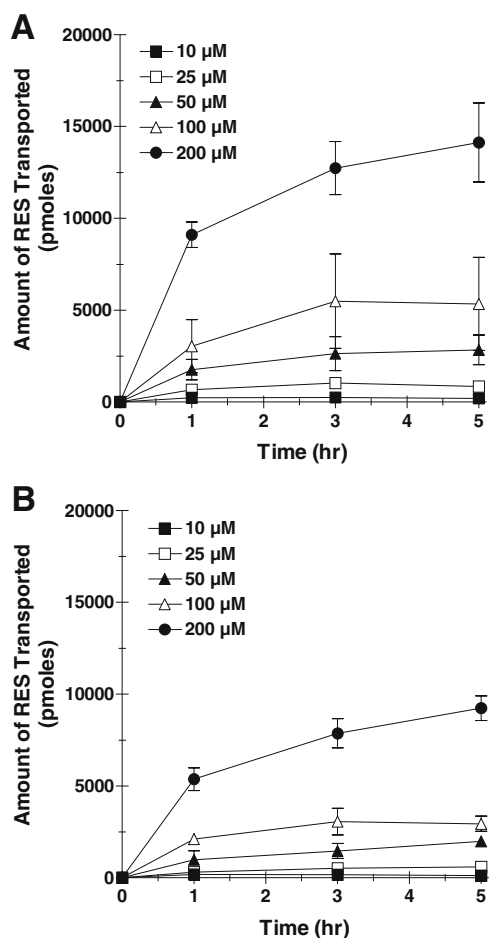 A
20000
15000
10000
5000
0
Amount of RES Transported
(pmoles)
10 µM
25 µM
50 µM
100 µM
200 µM
0 1 2 3 4 5
Time (hr)
B
20000
15000
10000
5000
0
Amount of RES Transported
(pmoles)
10 µM
25 µM
50 µM
100 µM
200 µM
0 1 2 3 4 5
Time (hr)